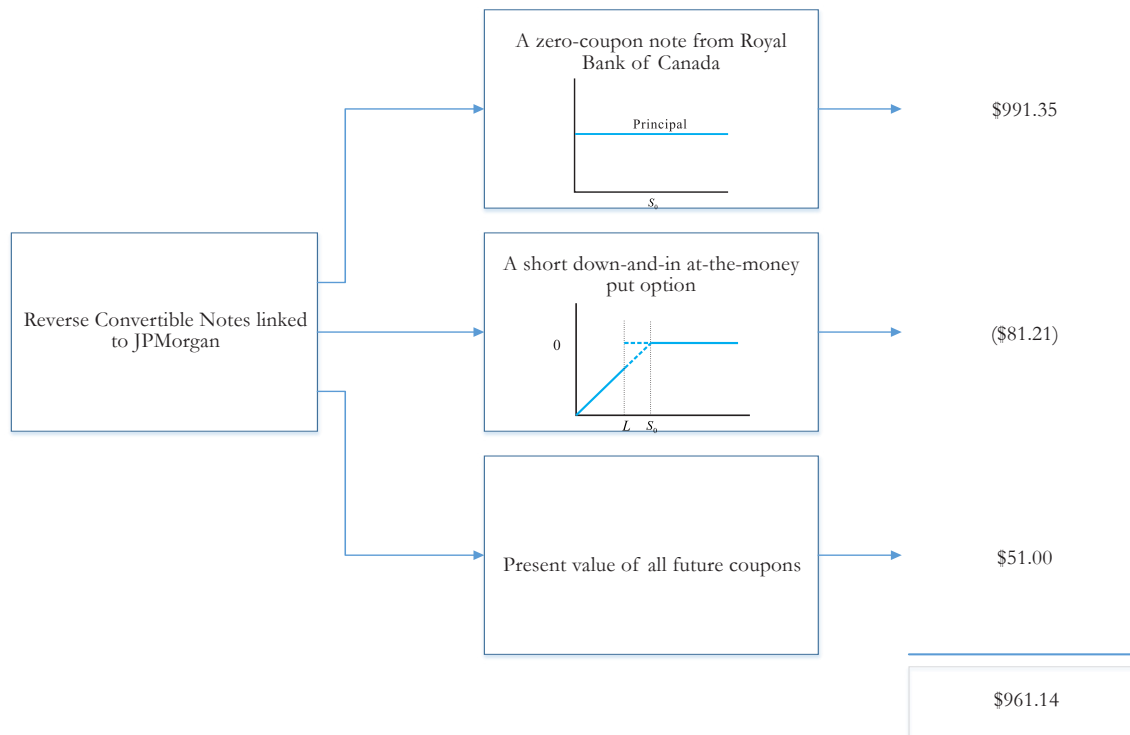 A zero-coupon note from Royal
Bank of Canada
Principal
S₀
$991.35
Reverse Convertible Notes linked
to JPMorgan
A short down-and-in at-the-money
put option
0
L S₀
($81.21)
Present value of all future coupons
$51.00
$961.14